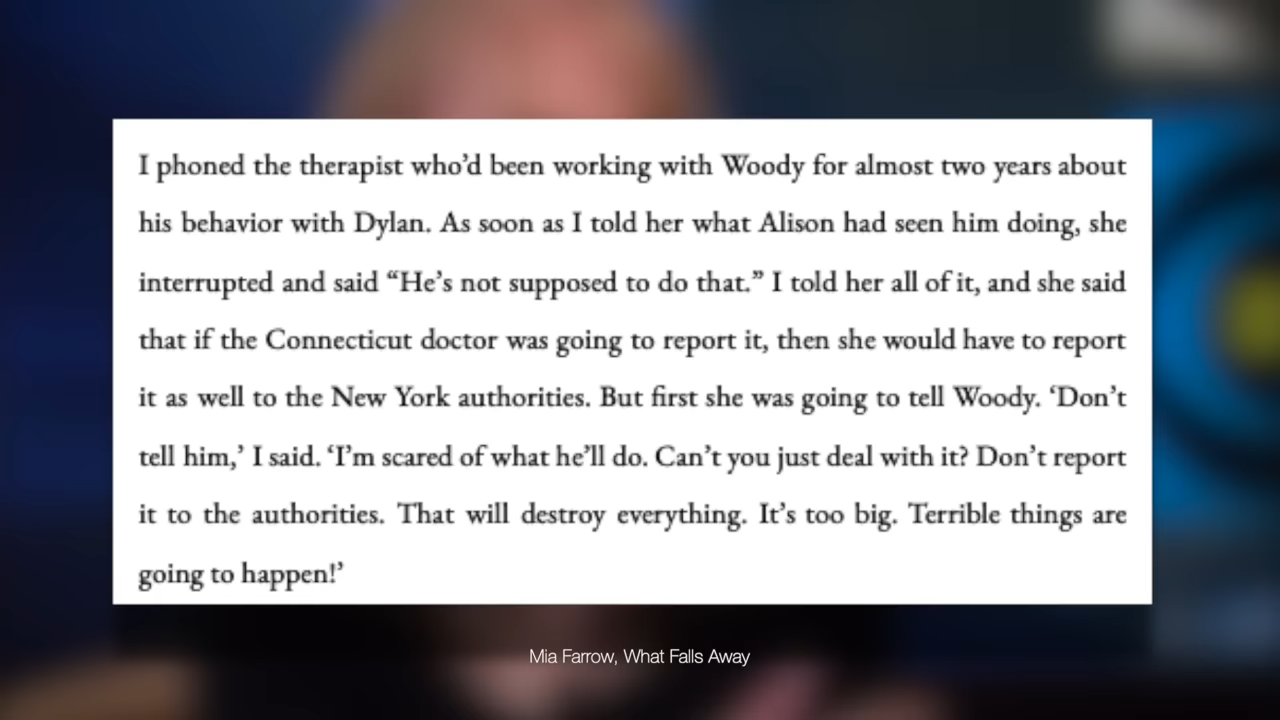 I phoned the therapist who’d been working with Woody for almost two years about
his behavior with Dylan. As soon as I told her what Alison had seen him doing, she
interrupted and said “He’s not supposed to do that.” I told her all of it, and she said
that if the Connecticut doctor was going to report it, then she would have to report
it as well to the New York authorities. But first she was going to tell Woody. ‘Don’t
tell him,’ I said. ‘I’m scared of what he’ll do. Can’t you just deal with it? Don’t report
it to the authorities. That will destroy everything. It’s too big. Terrible things are
going to happen!’
Mia Farrow, What Falls Away